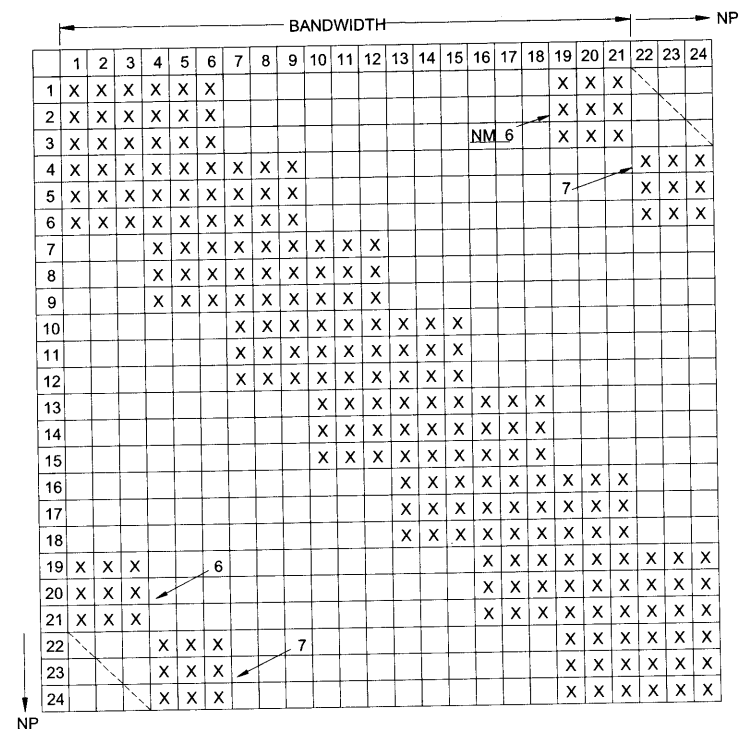 BANDWIDTH NP
1 2 3 4 5 6 7 8 9 10 11 12 13 14 15 16 17 18 19 20 21 22 23 24
1 X X X X X X X X X
2 X X X X X X X X X
3 X X X X X X NM 6 X X X
4 X X X X X X X X X X X X
5 X X X X X X X X X 7 X X X
6 X X X X X X X X X X X X
7 X X X X X X X X X
8 X X X X X X X X X
9 X X X X X X X X X
10 X X X X X X X X X
11 X X X X X X X X X
12 X X X X X X X X X
13 X X X X X X X X X
14 X X X X X X X X X
15 X X X X X X X X X
16 X X X X X X X X X
17 X X X X X X X X X
18 X X X X X X X X X
19 X X X 6 X X X X X X X X X
20 X X X X X X X X X X X X
21 X X X X X X X X X X X X
22 X X X 7 X X X X X X
23 X X X X X X X X X
24 X X X X X X X X X
NP